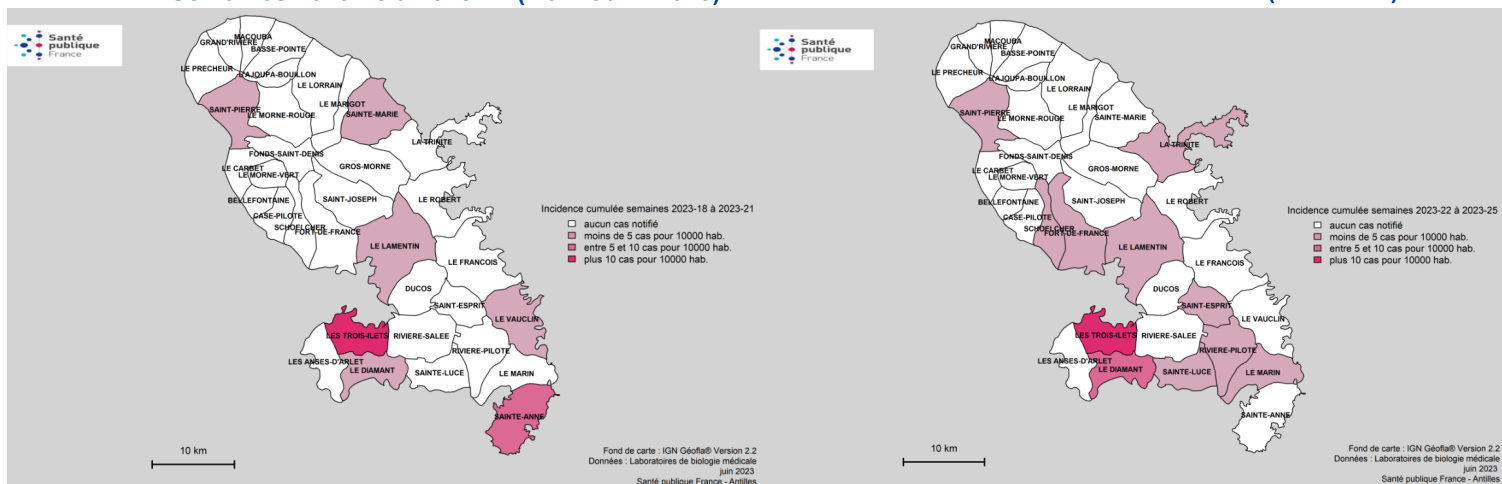 Santé
publique
France
MACOUBA
GRAND'RIVIERE
BASSE-POINTE
LE PRECHEUR
L'AJOUPA-BOUILLON
LE LORRAIN
LE MARIGOT
SAINT-PIERRE
SAINTE-MARIE
LE MORNE-ROUGE
LA TRINITE
FONDS-SAINT-DENIS
GROS-MORNE
LE CARBET
LE MORNE-VERT
BELLEFONTAINE
SAINT-JOSEPH
LE ROBERT
CASE-PILOTE
SCHOELCHER
FORT-DE-FRANCE
LE LAMENTIN
LE FRANCOIS
DUCOS
SAINT-ESPRIT
LE VAUCLIN
LES TROIS-ILETS
RIVIERE-SALEE
RIVIERE-PILOTE
LES ANSES-D'ARLET
LE DIAMANT
SAINTE-LUCE
LE MARIN
SAINTE-ANNE
Incidence cumulée semaines 2023-18 à 2023-21
aucun cas notifié
moins de 5 cas pour 10000 hab.
entre 5 et 10 cas pour 10000 hab.
plus 10 cas pour 10000 hab.
10 km
Fond de carte : IGN Géofla® Version 2.2
Données : Laboratoires de biologie médicale
juin 2023
Santé publique France - Antilles
Santé
publique
France
MACOUBA
GRAND'RIVIERE
BASSE-POINTE
LE PRECHEUR
L'AJOUPA-BOUILLON
LE LORRAIN
LE MARIGOT
SAINT-PIERRE
SAINTE-MARIE
LE MORNE-ROUGE
LA TRINITE
FONDS-SAINT-DENIS
GROS-MORNE
LE CARBET
LE MORNE-VERT
BELLEFONTAINE
SAINT-JOSEPH
LE ROBERT
CASE-PILOTE
SCHOELCHER
FORT-DE-FRANCE
LE LAMENTIN
LE FRANCOIS
DUCOS
SAINT-ESPRIT
LE VAUCLIN
LES TROIS-ILETS
RIVIERE-SALEE
RIVIERE-PILOTE
LES ANSES-D'ARLET
LE DIAMANT
SAINTE-LUCE
LE MARIN
SAINTE-ANNE
Incidence cumulée semaines 2023-22 à 2023-25
aucun cas notifié
moins de 5 cas pour 10000 hab.
entre 5 et 10 cas pour 10000 hab.
plus 10 cas pour 10000 hab.
10 km
Fond de carte : IGN Géofla® Version 2.2
Données : Laboratoires de biologie médicale
juin 2023
Santé publique France - Antilles